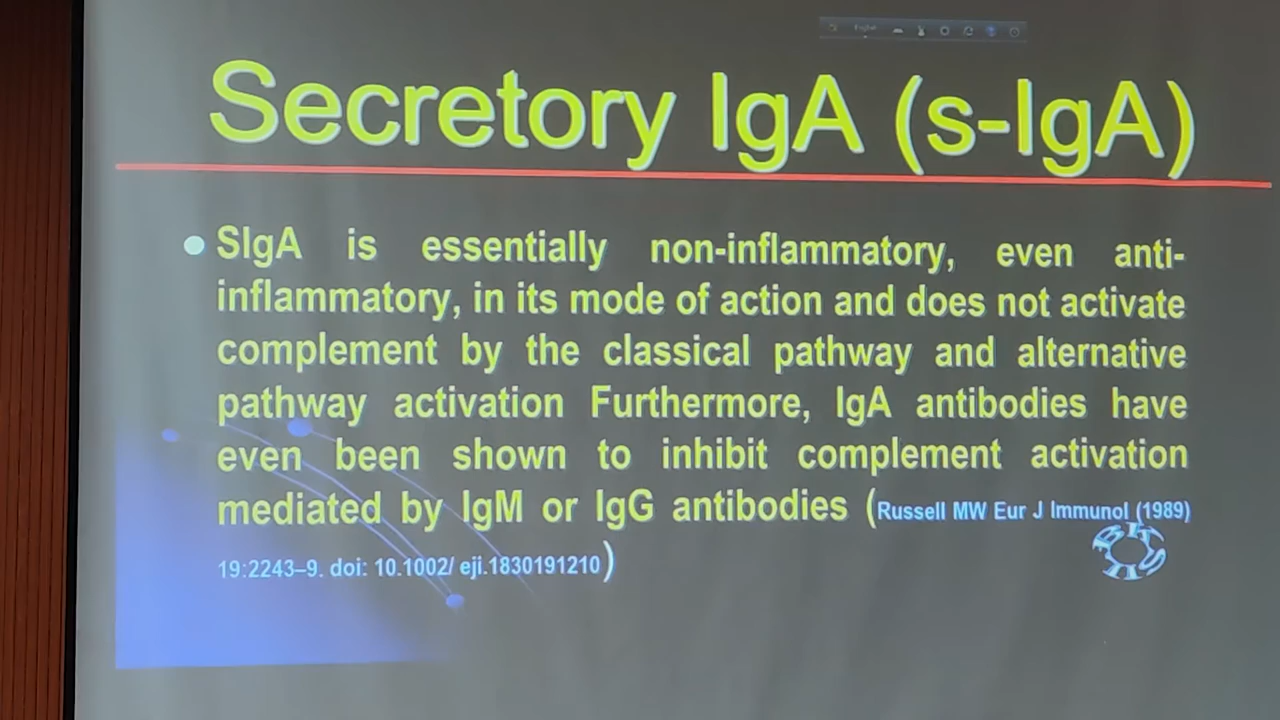 Secretory IgA (s-IgA)
SIgA is essentially non-inflammatory, even anti-
inflammatory, in its mode of action and does not activate
complement by the classical pathway and alternative
pathway activation Furthermore, IgA antibodies have
even been shown to inhibit complement activation
mediated by IgM or IgG antibodies (Russell MW Eur J Immunol (1989)
19:2243–9. doi: 10.1002/ eji.1830191210)
English